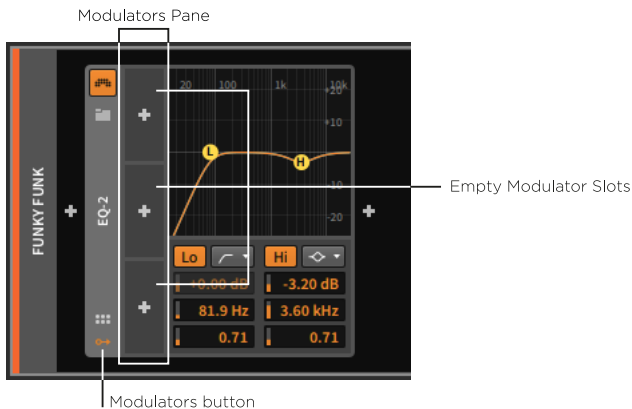 Modulators Pane
20 100 1k 10k
+20
+10
L
H
-10
-20
FUNKY FUNK
EQ-2
Empty Modulator Slots
Lo Hi
+0.00 dB -3.20 dB
81.9 Hz 3.60 kHz
0.71 0.71
Modulators button